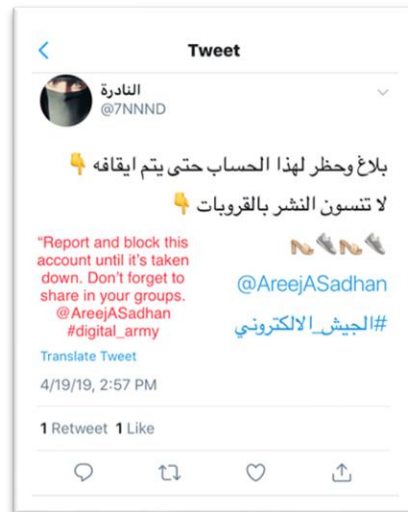 Tweet
النادرة
@7NNND
بلاغ وحظر لهذا الحساب حتى يتم ايقافه 👇
لا تنسون النشر بالقروبات 👇
👡👟👡👟
@AreejASadhan
#الجيش_الالكتروني
"Report and block this
account until it's taken
down. Don't forget to
share in your groups.
@AreejASadhan
#digital_army
Translate Tweet
4/19/19, 2:57 PM
1 Retweet 1 Like